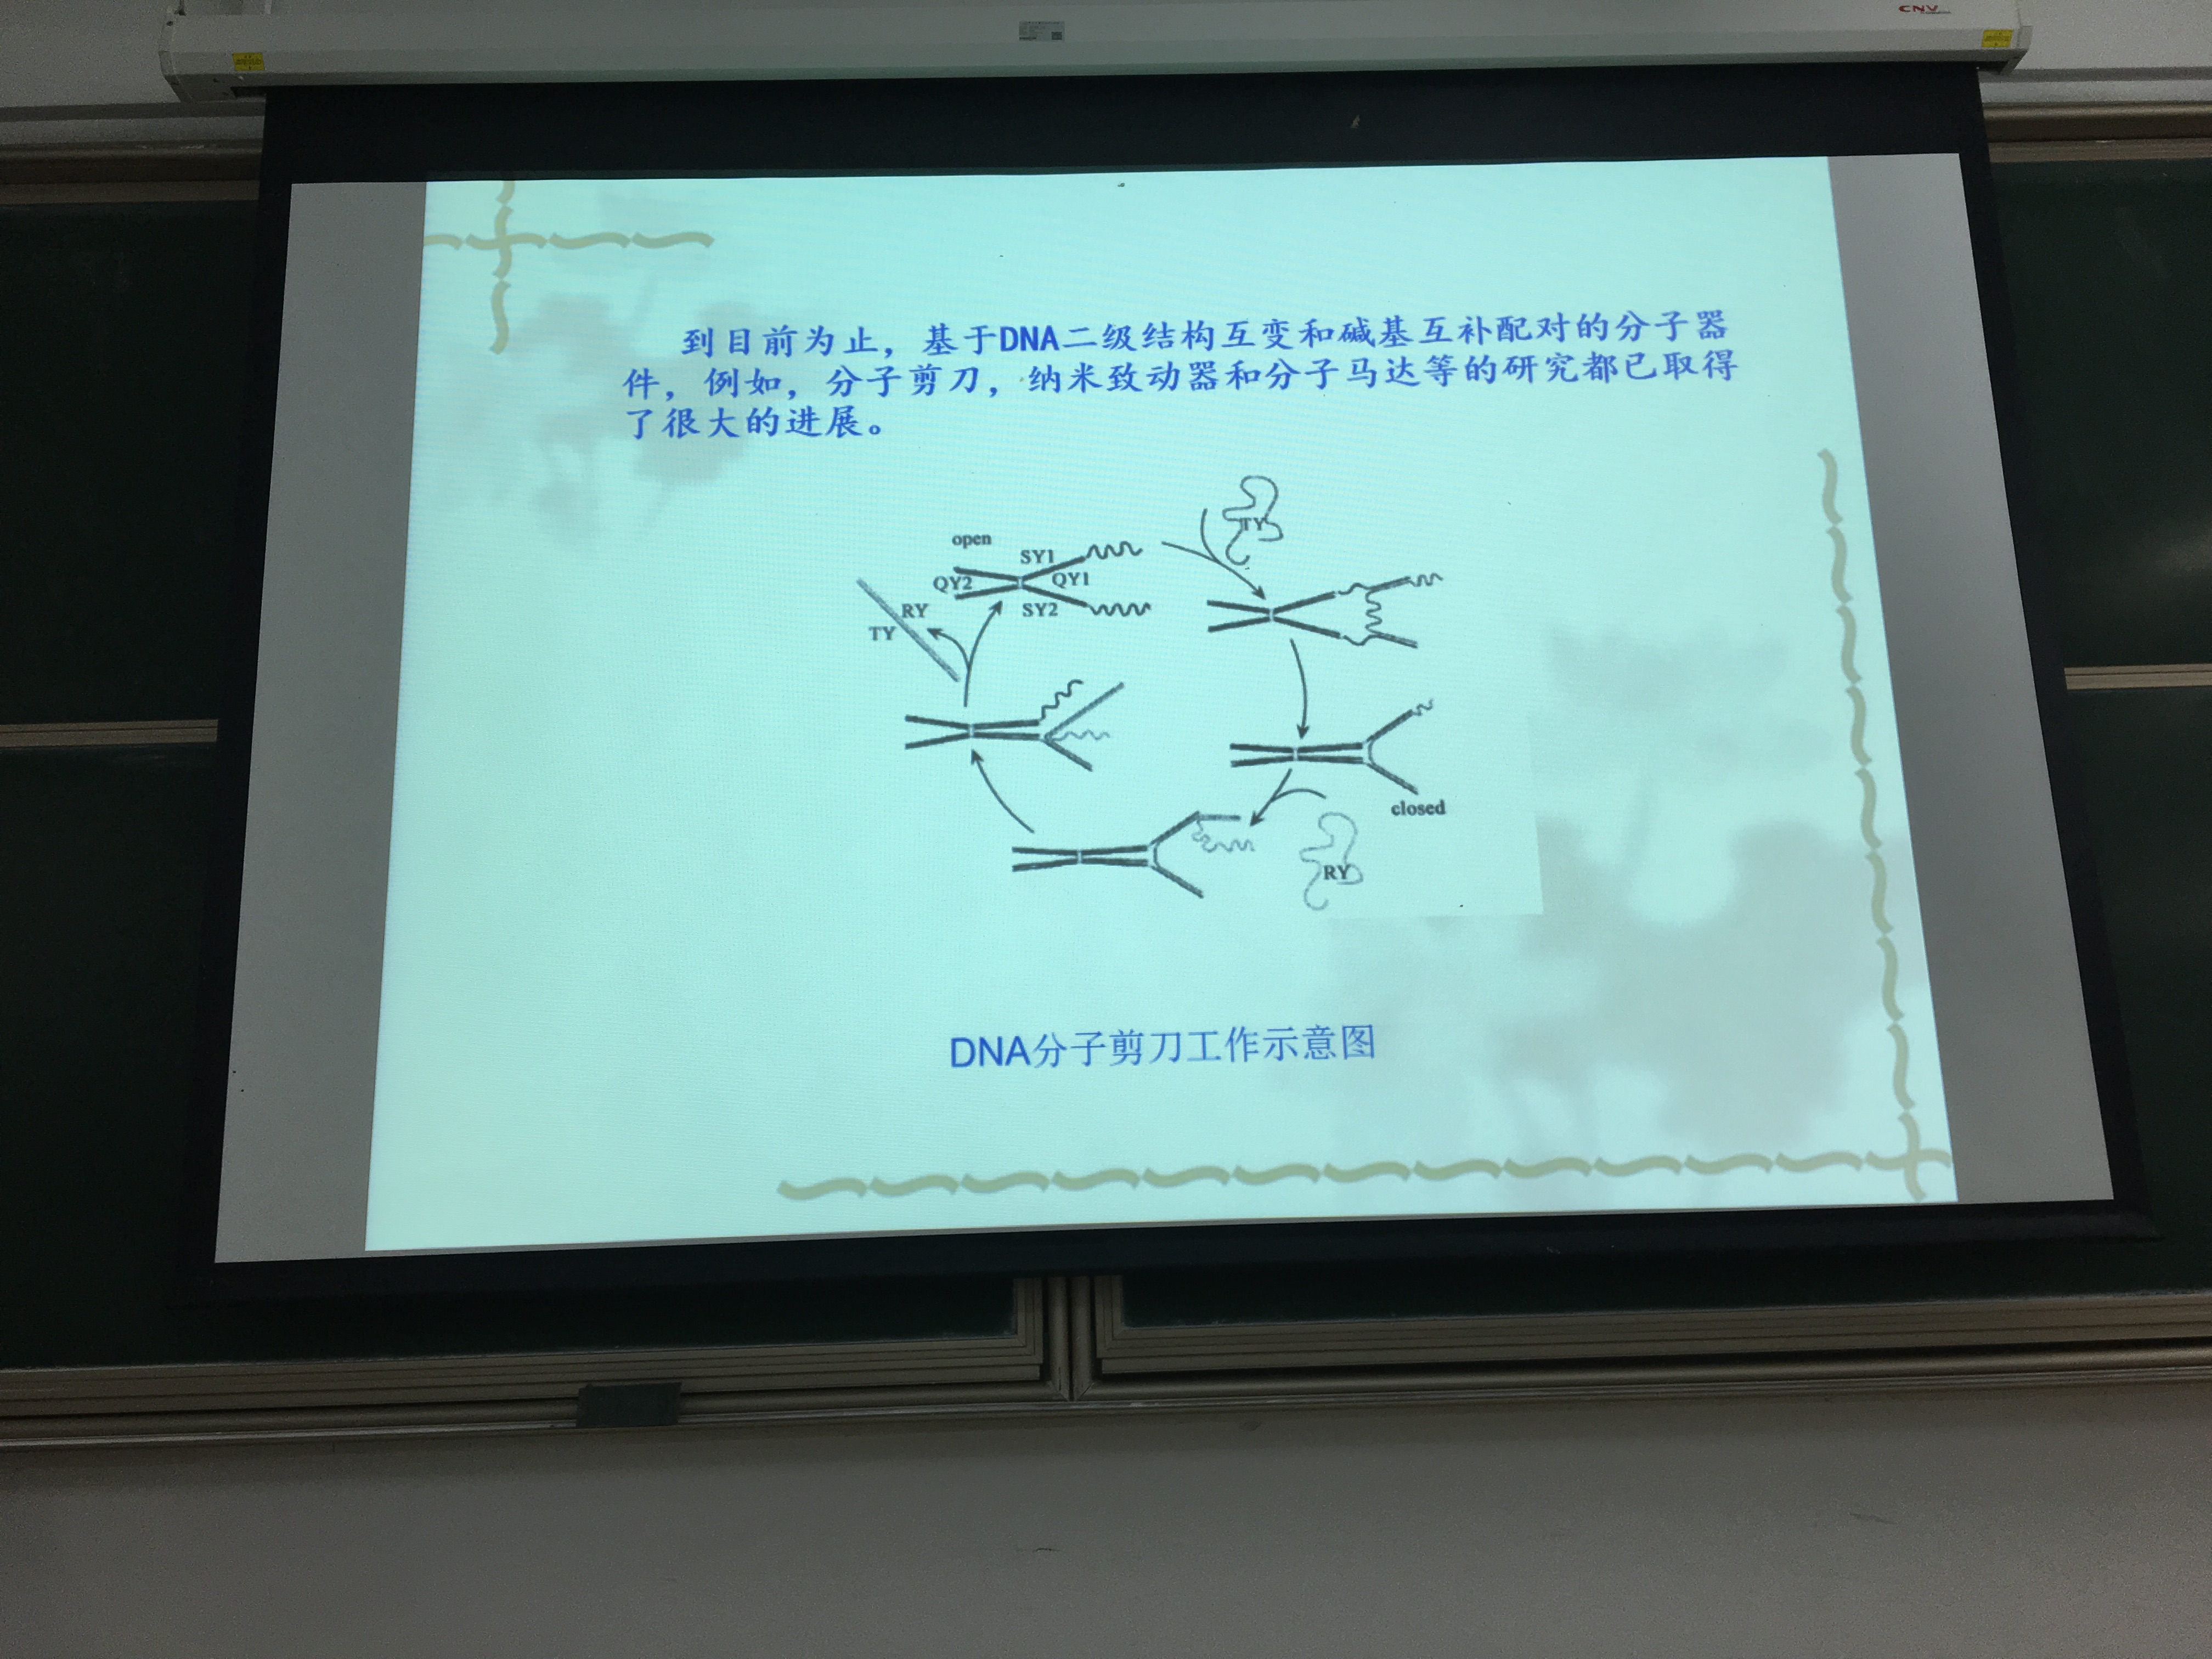 CNV
到目前为止，基于DNA二级结构互变和碱基互补配对的分子器
件，例如，分子剪刀，纳米致动器和分子马达等的研究都已取得
了很大的进展。
open
SY1
TY
QY2
QY1
SY2
RY
TY
closed
RY
DNA分子剪刀工作示意图